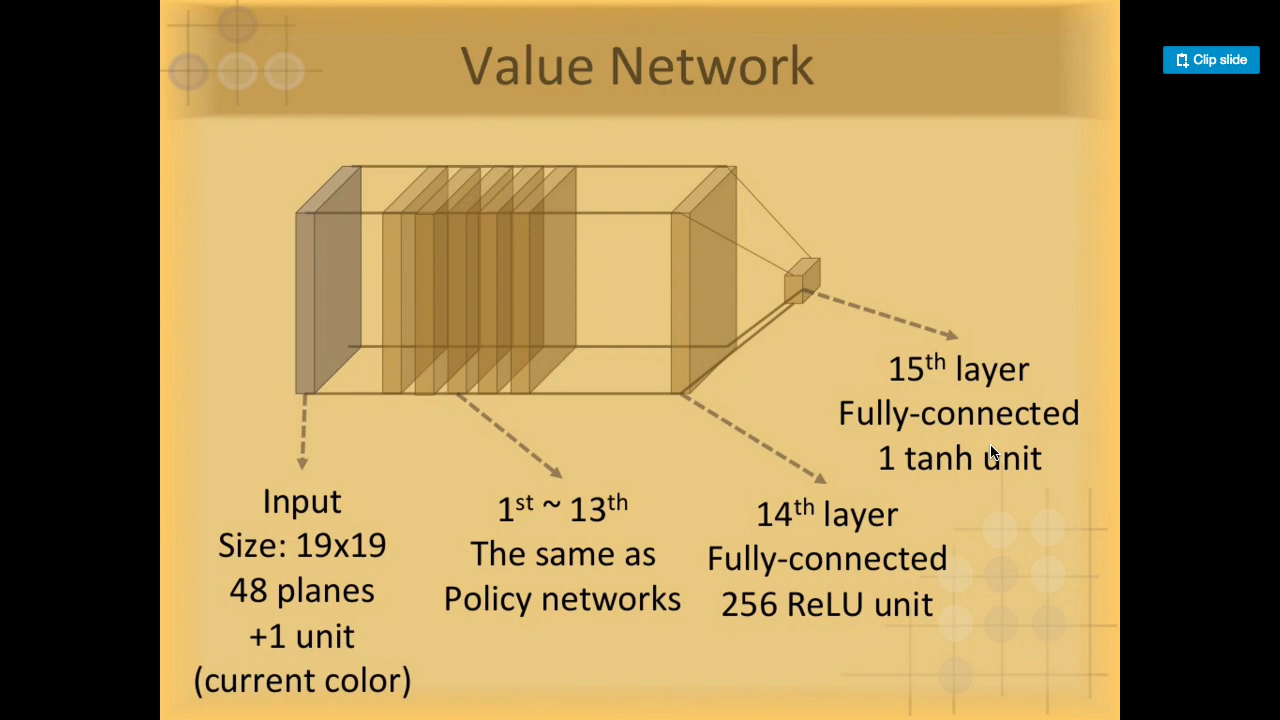 Value Network
Clip slide
15th layer
Fully-connected
1 tanh unit
Input
Size: 19x19
48 planes
+1 unit
(current color)
1st ~ 13th
The same as
Policy networks
14th layer
Fully-connected
256 ReLU unit